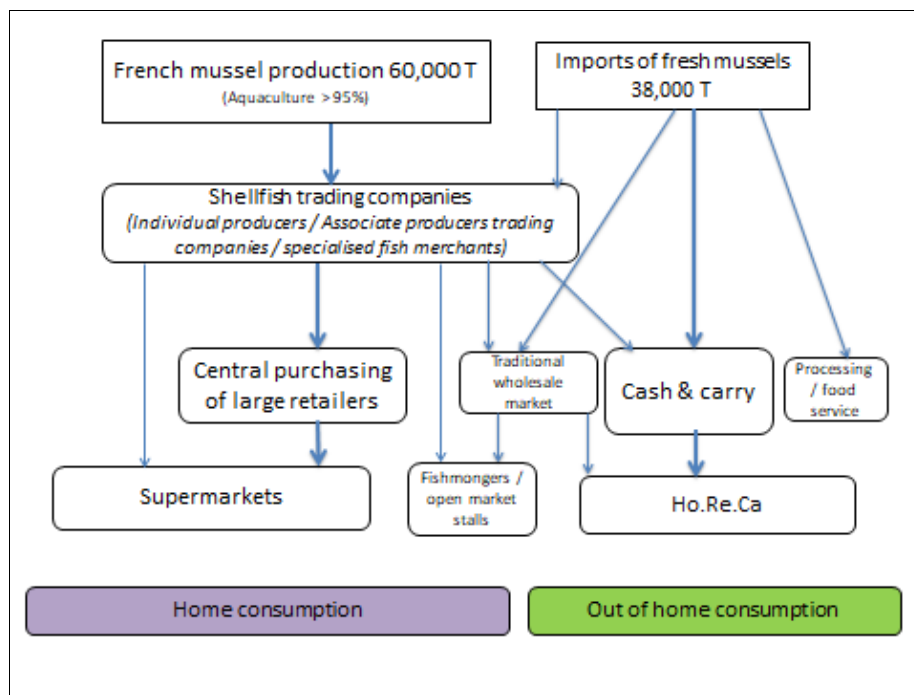 French mussel production 60,000 T
(Aquaculture >95%)
Imports of fresh mussels
38,000 T
Shellfish trading companies
(Individual producers / Associate producers trading
companies / specialised fish merchants)
Central purchasing
of large retailers
Traditional
wholesale
market
Cash & carry
Processing
/ food
service
Supermarkets
Fishmongers /
open market
stalls
Ho.Re.Ca
Home consumption
Out of home consumption